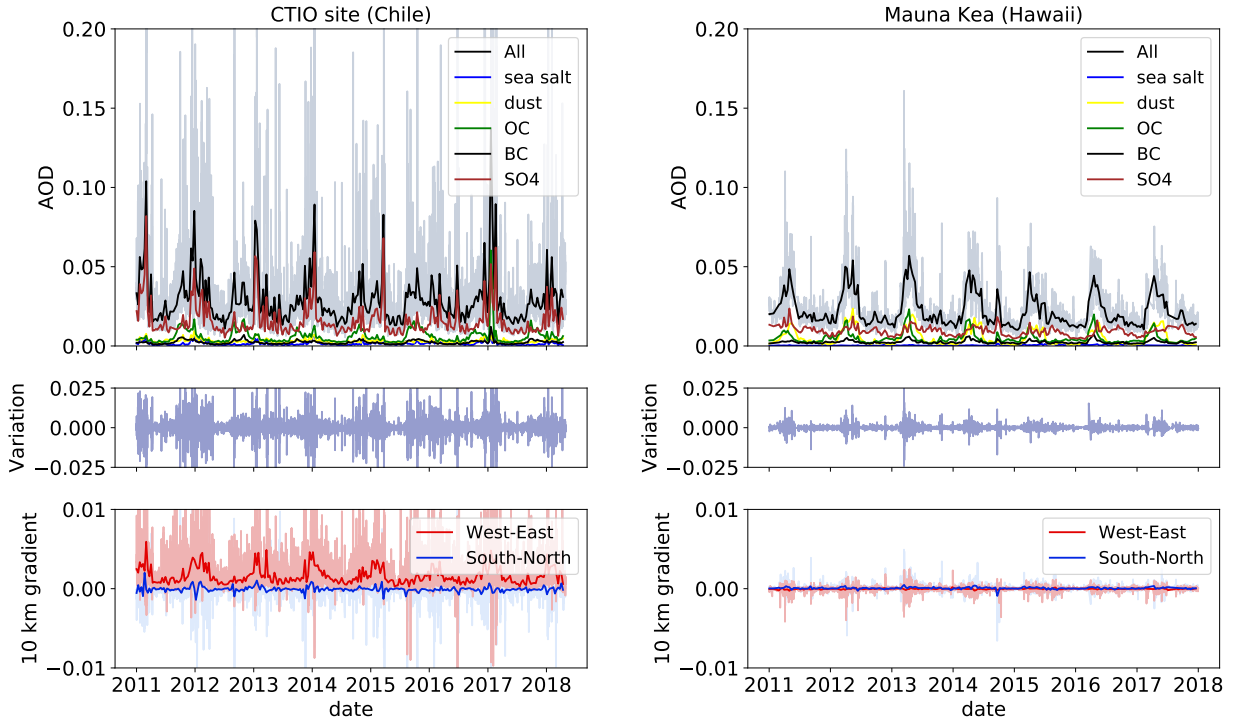 CTIO site (Chile)
AOD
0.20
0.15
0.10
0.05
0.00
All
sea salt
dust
OC
BC
SO4
Variation
0.025
0.000
−0.025
10 km gradient
0.01
0.00
−0.01
West-East
South-North
2011 2012 2013 2014 2015 2016 2017 2018
date
Mauna Kea (Hawaii)
AOD
0.20
0.15
0.10
0.05
0.00
All
sea salt
dust
OC
BC
SO4
Variation
0.025
0.000
−0.025
10 km gradient
0.01
0.00
−0.01
West-East
South-North
2011 2012 2013 2014 2015 2016 2017 2018
date